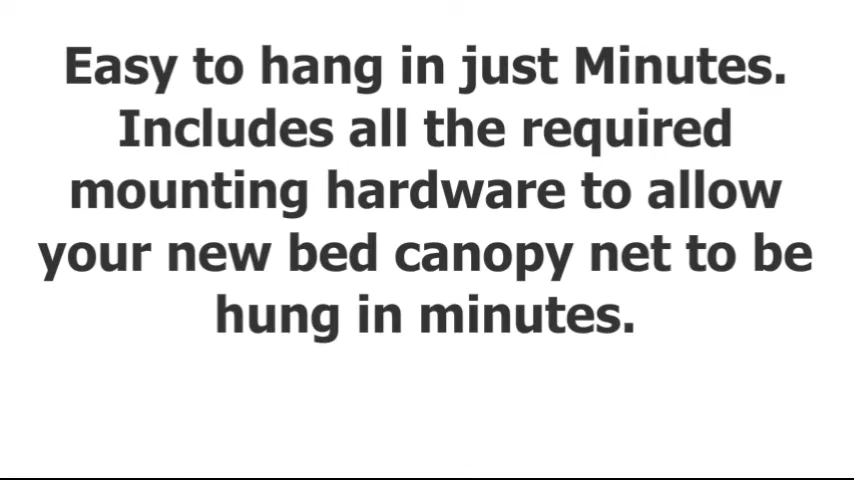 Easy to hang in just Minutes.
Includes all the required
mounting hardware to allow
your new bed canopy net to be
hung in minutes.